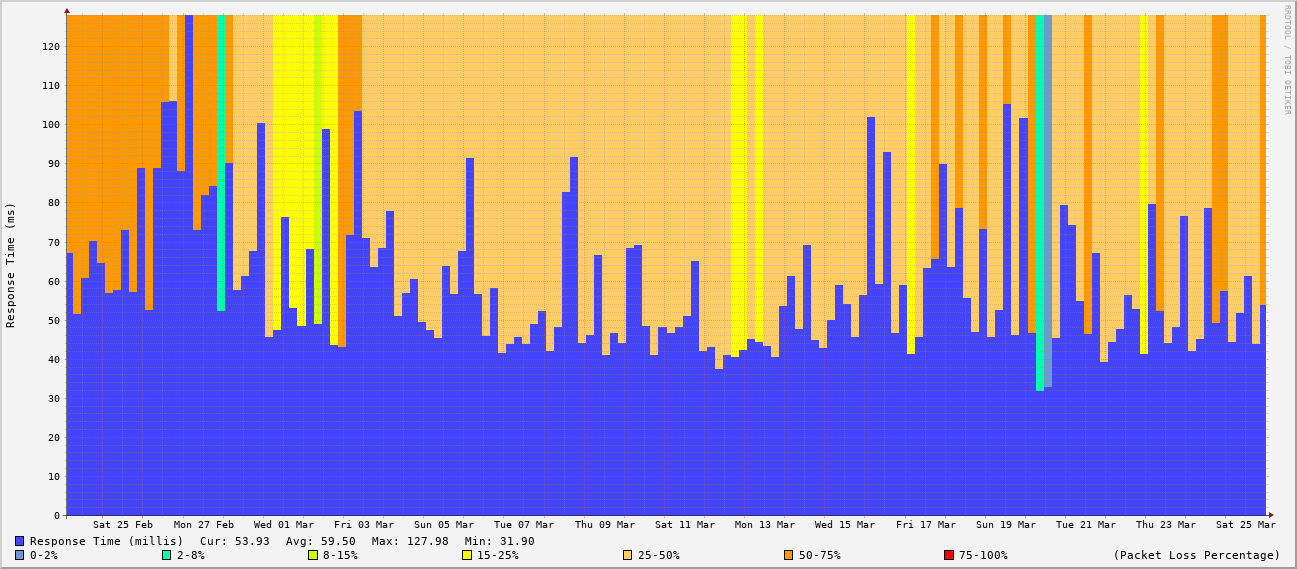 RRDTOOL / TOBI OETIKER
Response Time (ms)
120
110
100
90
80
70
60
50
40
30
20
10
0
Sat 25 Feb Mon 27 Feb Wed 01 Mar Fri 03 Mar Sun 05 Mar Tue 07 Mar Thu 09 Mar Sat 11 Mar Mon 13 Mar Wed 15 Mar Fri 17 Mar Sun 19 Mar Tue 21 Mar Thu 23 Mar Sat 25 Mar
Response Time (millis) Cur: 53.93 Avg: 59.50 Max: 127.98 Min: 31.90
0-2% 2-8% 8-15% 15-25% 25-50% 50-75% 75-100% (Packet Loss Percentage)